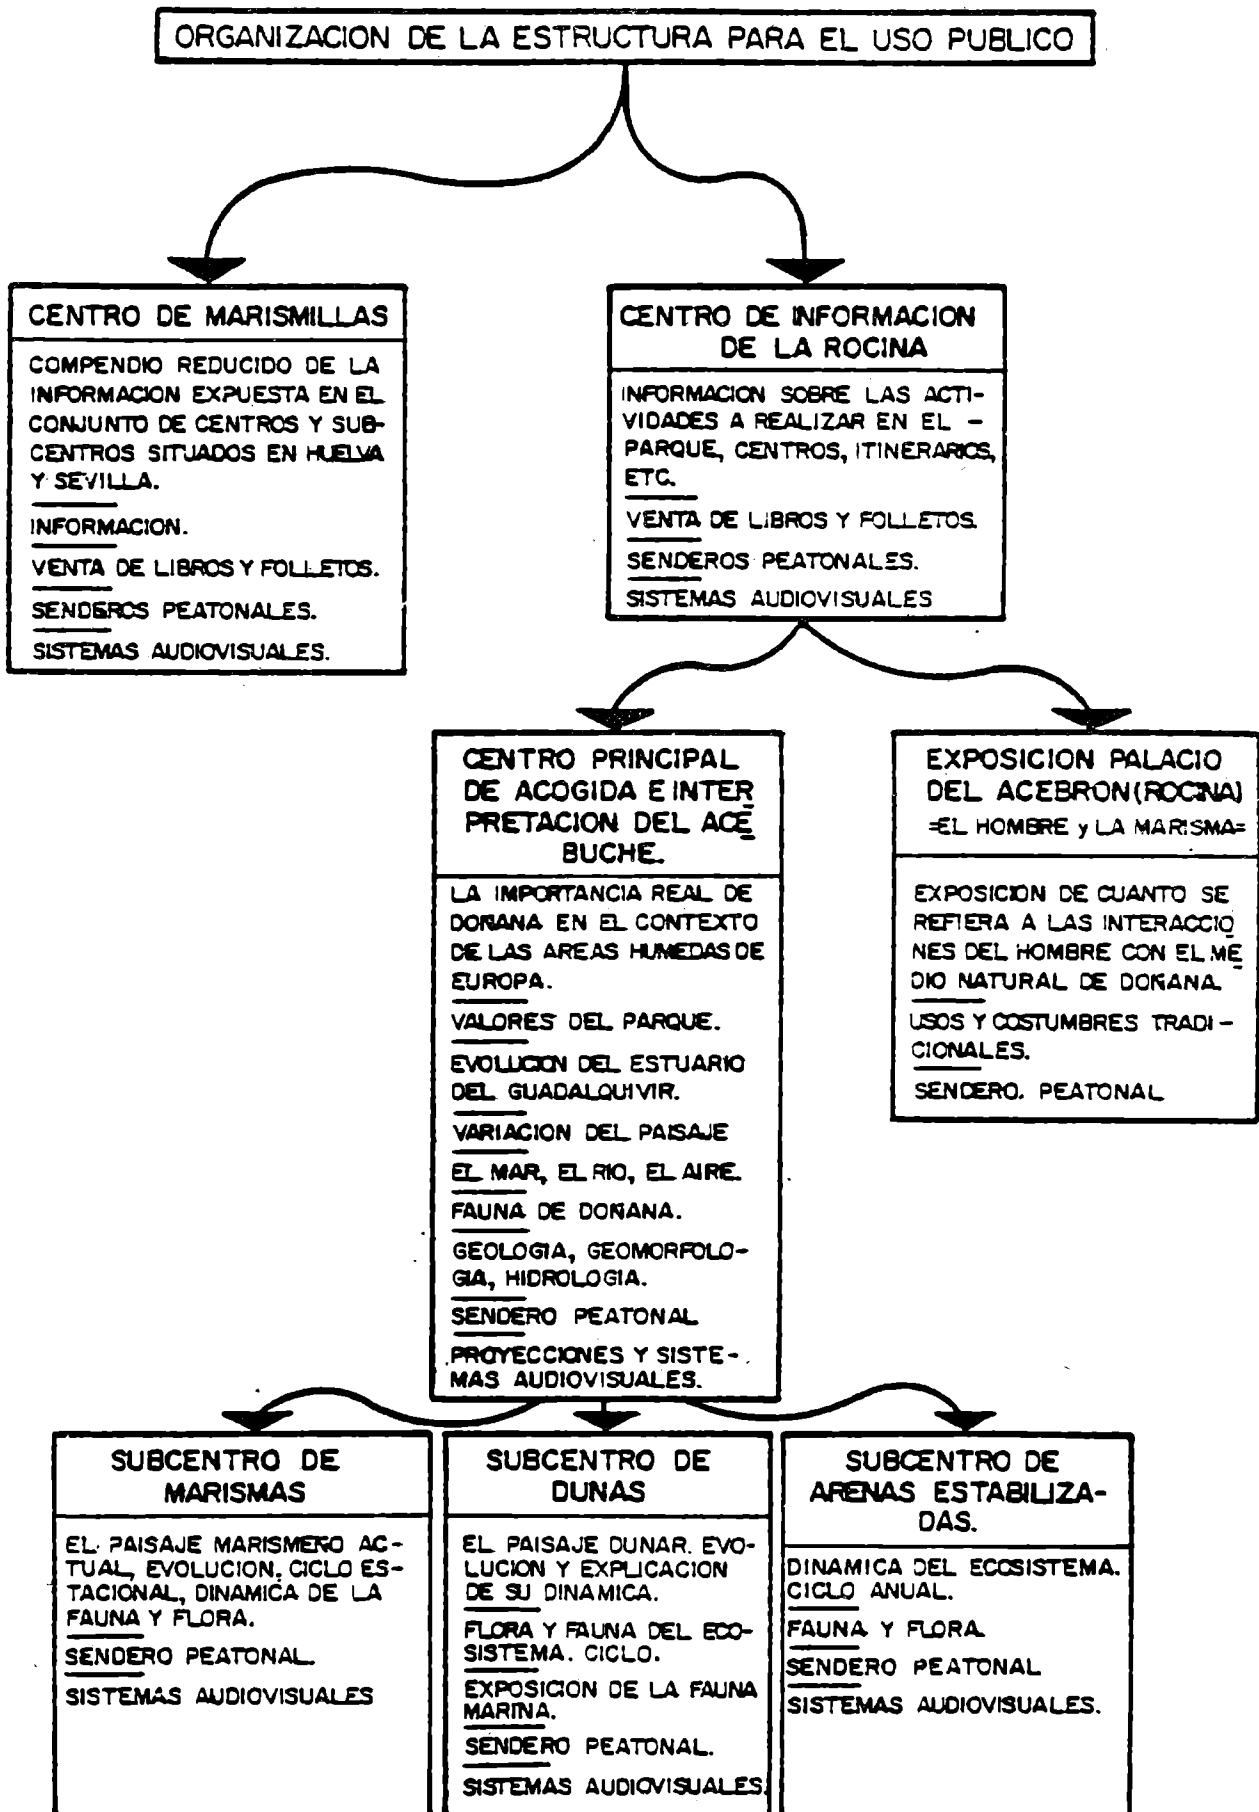 ORGANIZACION DE LA ESTRUCTURA PARA EL USO PUBLICO
CENTRO DE MARISMILLAS
COMPENDIO REDUCIDO DE LA
INFORMACION EXPUESTA EN EL
CONJUNTO DE CENTROS Y SUB-
CENTROS SITUADOS EN HUELVA
Y SEVILLA.
INFORMACION.
VENTA DE LIBROS Y FOLLETOS.
SENDEROS PEATONALES.
SISTEMAS AUDIOVISUALES.
CENTRO DE INFORMACION
DE LA ROCINA
INFORMACION SOBRE LAS ACTI-
VIDADES A REALIZAR EN EL -
PARQUE, CENTROS, ITINERARIOS,
ETC.
VENTA DE LIBROS Y FOLLETOS.
SENDEROS PEATONALES.
SISTEMAS AUDIOVISUALES
CENTRO PRINCIPAL
DE ACOGIDA E INTER
PRETACION DEL ACE
BUCHE.
LA IMPORTANCIA REAL DE
DOÑANA EN EL CONTEXTO
DE LAS AREAS HUMEDAS DE
EUROPA.
VALORES DEL PARQUE.
EVOLUCION DEL ESTUARIO
DEL GUADALQUIVIR.
VARIACION DEL PAISAJE
EL MAR, EL RIO, EL AIRE.
FAUNA DE DOÑANA.
GEOLOGIA, GEOMORFOLO-
GIA, HIDROLOGIA.
SENDERO PEATONAL
PROYECCIONES Y SISTE-
MAS AUDIOVISUALES.
EXPOSICION PALACIO
DEL ACEBRON (ROCINA)
=EL HOMBRE y LA MARISMA=
EXPOSICION DE CUANTO SE
REFIERA A LAS INTERACCIO
NES DEL HOMBRE CON EL ME
DIO NATURAL DE DOÑANA.
USOS Y COSTUMBRES TRADI-
CIONALES.
SENDERO. PEATONAL
SUBCENTRO DE
MARISMAS
EL PAISAJE MARISMEÑO AC-
TUAL, EVOLUCION. CICLO ES-
TACIONAL, DINAMICA DE LA
FAUNA Y FLORA.
SENDERO PEATONAL.
SISTEMAS AUDIOVISUALES
SUBCENTRO DE
DUNAS
EL PAISAJE DUNAR. EVO-
LUCION Y EXPLICACION
DE SU DINAMICA.
FLORA Y FAUNA DEL ECO-
SISTEMA. CICLO.
EXPOSICION DE LA FAUNA
MARINA.
SENDERO PEATONAL.
SISTEMAS AUDIOVISUALES.
SUBCENTRO DE
ARENAS ESTABILIZA-
DAS.
DINAMICA DEL ECOSISTEMA.
CICLO ANUAL.
FAUNA Y FLORA
SENDERO PEATONAL
SISTEMAS AUDIOVISUALES.